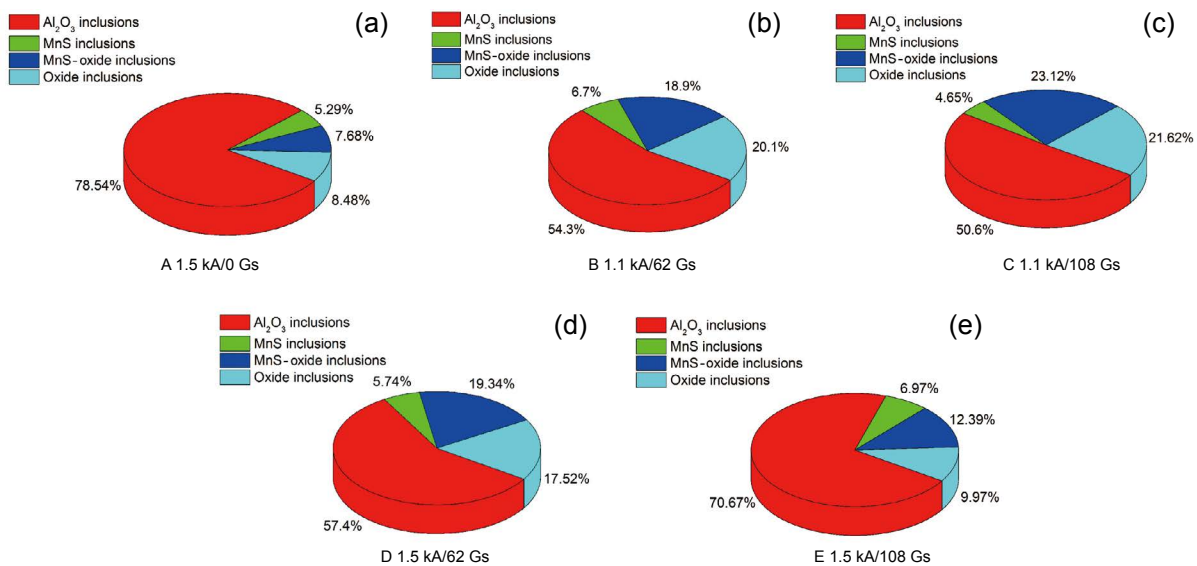 (a)
Al₂O₃ inclusions
MnS inclusions
MnS-oxide inclusions
Oxide inclusions
5.29%
7.68%
8.48%
78.54%
A 1.5 kA/0 Gs
(b)
Al₂O₃ inclusions
MnS inclusions
MnS-oxide inclusions
Oxide inclusions
6.7%
18.9%
20.1%
54.3%
B 1.1 kA/62 Gs
(c)
Al₂O₃ inclusions
MnS inclusions
MnS-oxide inclusions
Oxide inclusions
23.12%
4.65%
21.62%
50.6%
C 1.1 kA/108 Gs
(d)
Al₂O₃ inclusions
MnS inclusions
MnS-oxide inclusions
Oxide inclusions
5.74%
19.34%
17.52%
57.4%
D 1.5 kA/62 Gs
(e)
Al₂O₃ inclusions
MnS inclusions
MnS-oxide inclusions
Oxide inclusions
6.97%
12.39%
9.97%
70.67%
E 1.5 kA/108 Gs